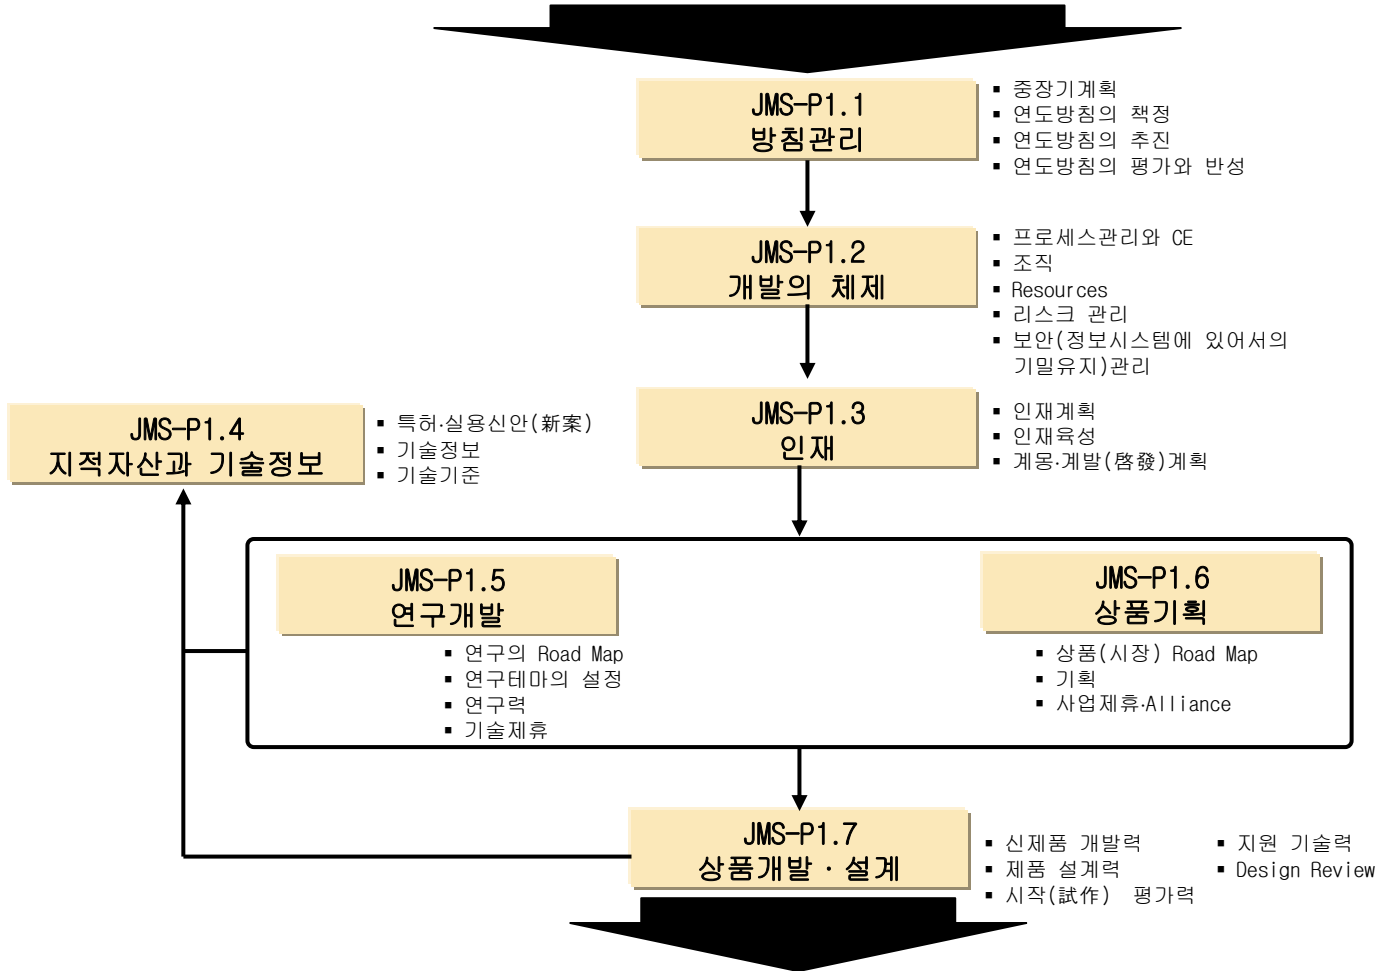 JMS-P1.1
방침관리
▪ 중장기계획
▪ 연도방침의 책정
▪ 연도방침의 추진
▪ 연도방침의 평가와 반성
JMS-P1.2
개발의 체제
▪ 프로세스관리와 CE
▪ 조직
▪ Resources
▪ 리스크 관리
▪ 보안(정보시스템에 있어서의
기밀유지)관리
JMS-P1.3
인재
▪ 인재계획
▪ 인재육성
▪ 계몽·계발(啓發)계획
JMS-P1.4
지적자산과 기술정보
▪ 특허·실용신안(新案)
▪ 기술정보
▪ 기술기준
JMS-P1.5
연구개발
▪ 연구의 Road Map
▪ 연구테마의 설정
▪ 연구력
▪ 기술제휴
JMS-P1.6
상품기획
▪ 상품(시장) Road Map
▪ 기획
▪ 사업제휴·Alliance
JMS-P1.7
상품개발 · 설계
▪ 신제품 개발력
▪ 제품 설계력
▪ 시작(試作) 평가력
▪ 지원 기술력
▪ Design Review